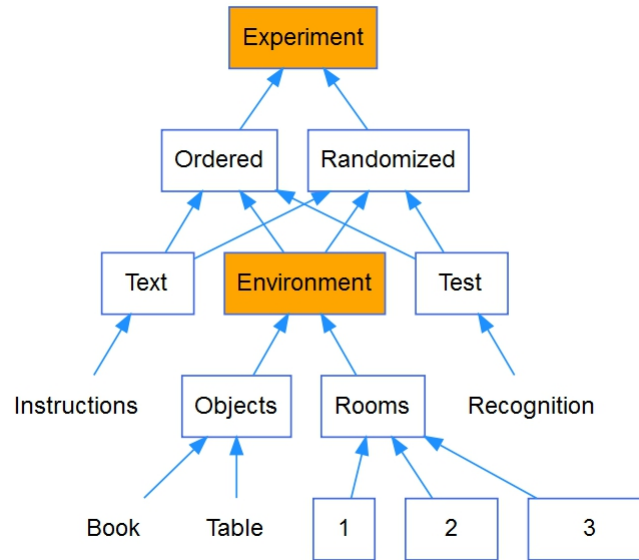 Experiment
Ordered
Randomized
Text
Environment
Test
Instructions
Objects
Rooms
Recognition
Book
Table
1
2
3